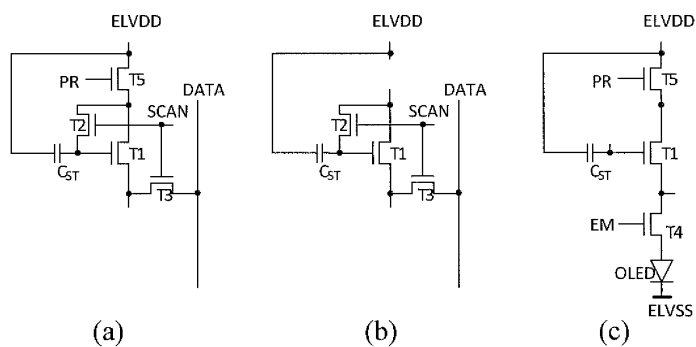 ELVDD
PR
T5
DATA
SCAN
T2
T1
CST
T3
(a)
ELVDD
DATA
SCAN
T2
T1
CST
T3
(b)
ELVDD
PR
T5
T1
CST
EM
T4
OLED
ELVSS
(c)